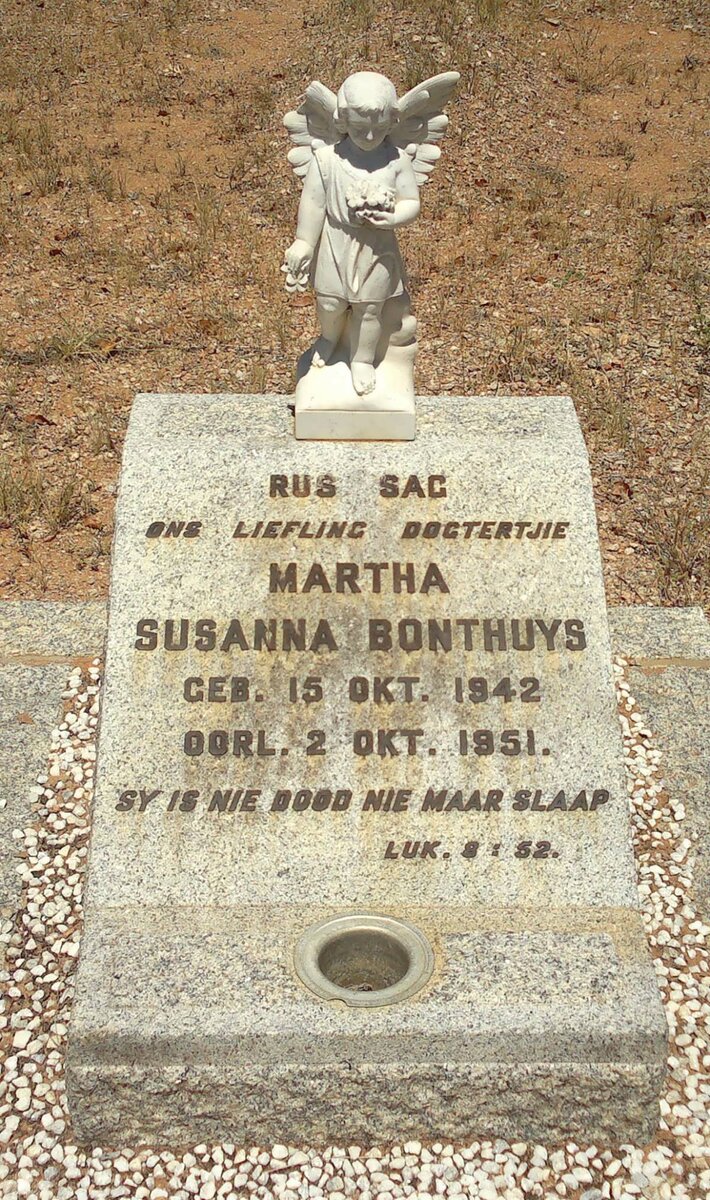 RUS SAG
ONS LIEFLING DOGTERTJIE
MARTHA
SUSANNA BONTHUYS
GEB. 15 OKT. 1942
OORL. 2 OKT. 1951.
SY IS NIE DOOD NIE MAAR SLAAP
LUK. 8 : 52.